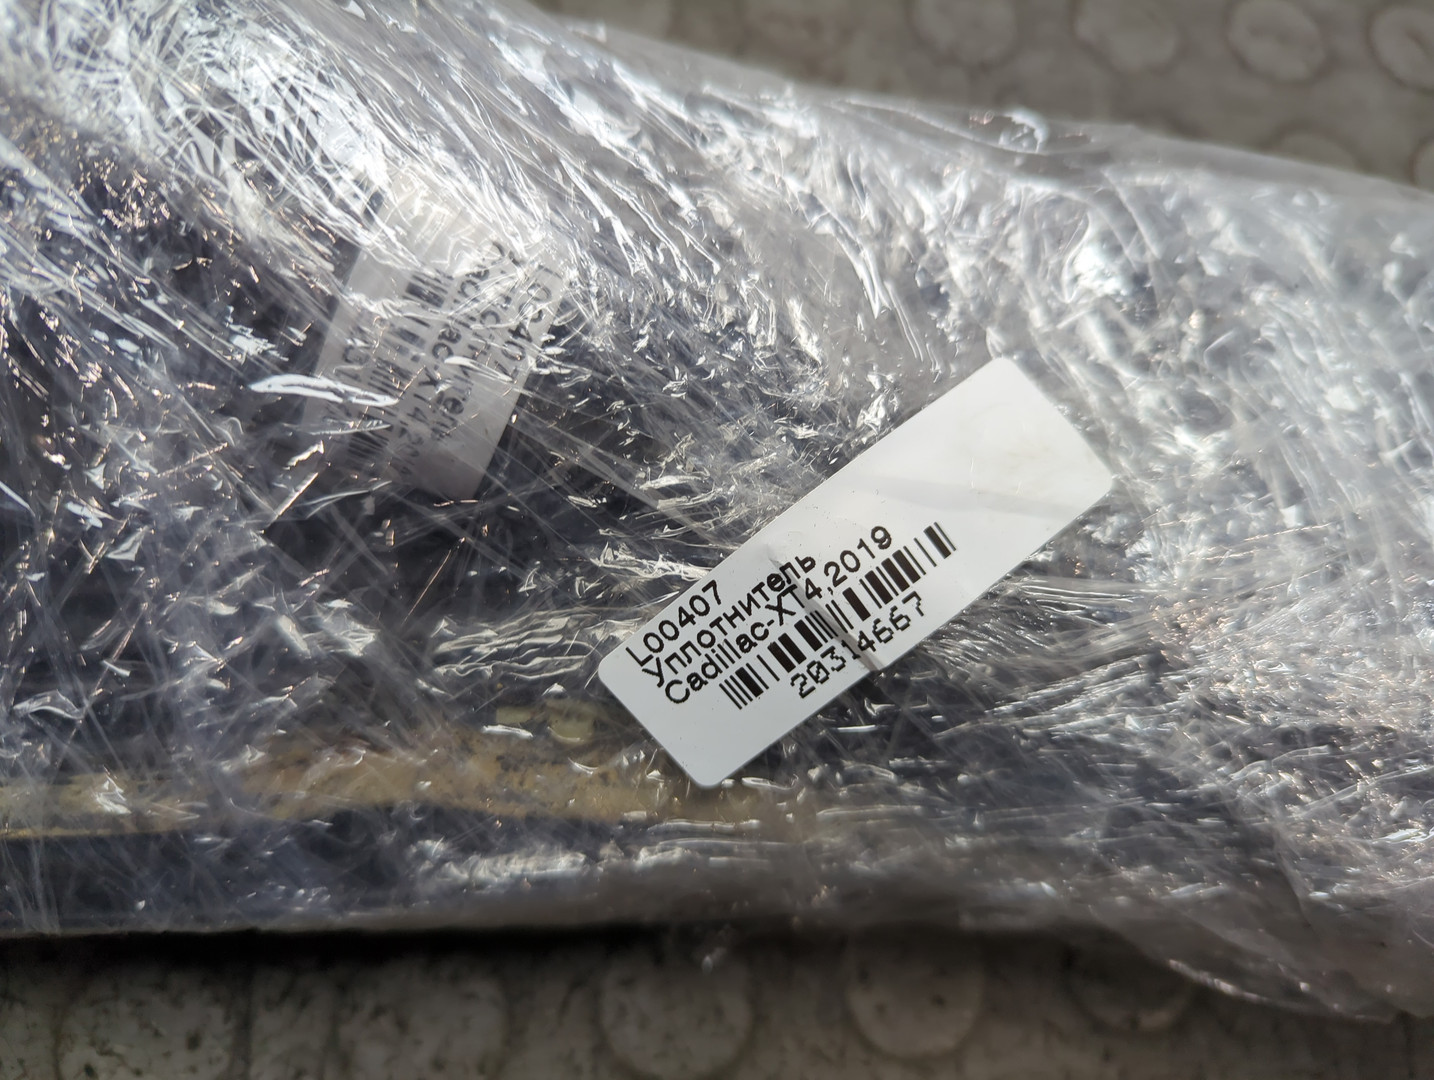 L00407
Уплотнитель
Cadillac-XT4,2019
20314667